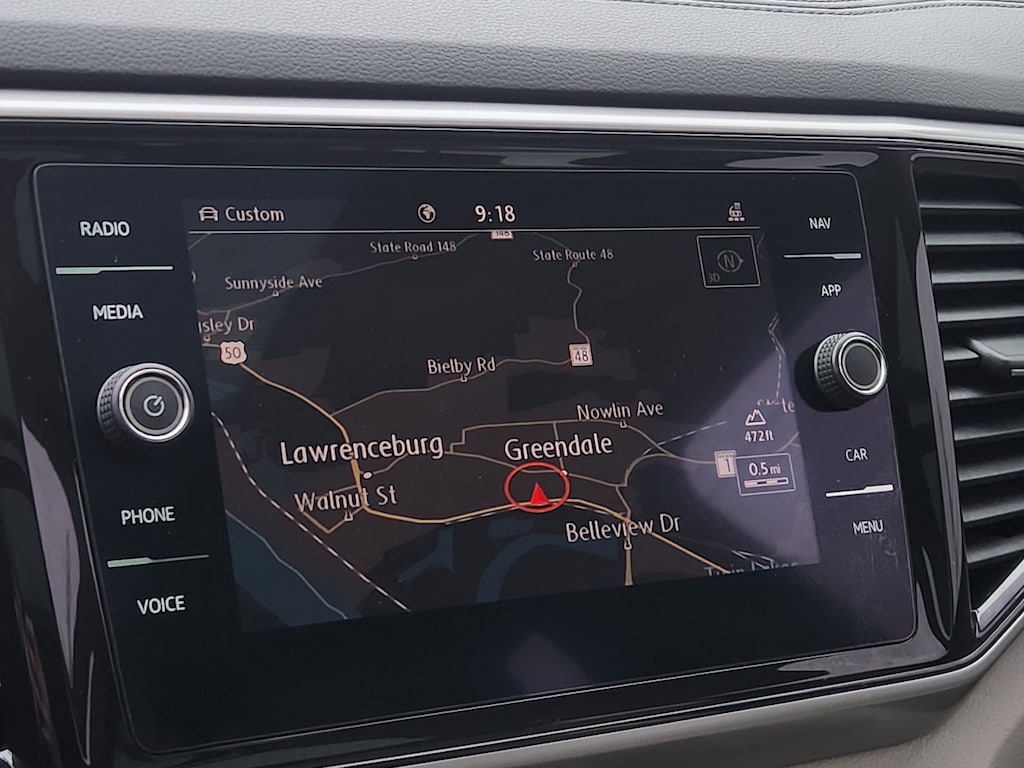 RADIO
MEDIA
PHONE
VOICE
Custom
9:18
148
State Road 148
State Route 48
N
3D
Sunnyside Ave
sley Dr
50
48
Bielby Rd
Nowlin Ave
472ft
Lawrenceburg
Greendale
1
0.5 mi
Walnut St
Belleview Dr
NAV
APP
CAR
MENU